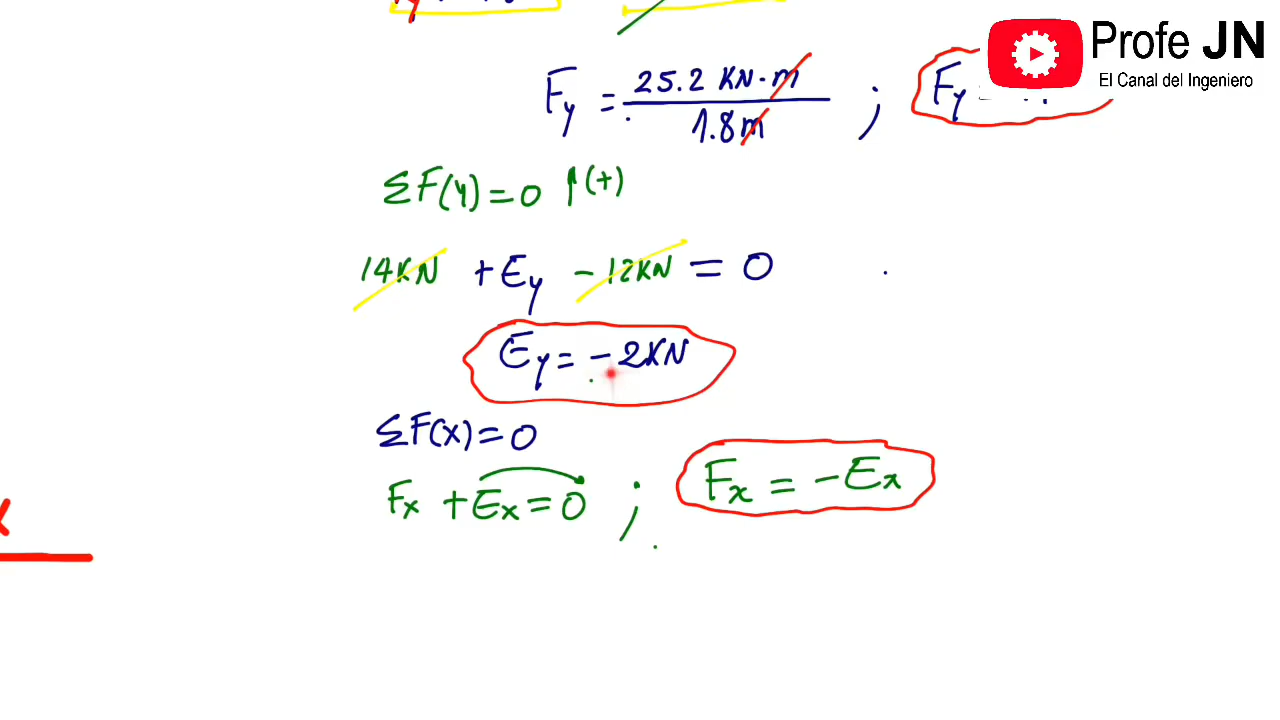 Profe JN
El Canal del Ingeniero
Fy = 25.2 KN·m / 1.8m ; Fy =
ΣF(y)=0 ↑(+)
14KN +Ey -12KN = 0
Ey = -2KN
ΣF(x)=0
Fx +Ex=0 ; Fx = -Ex